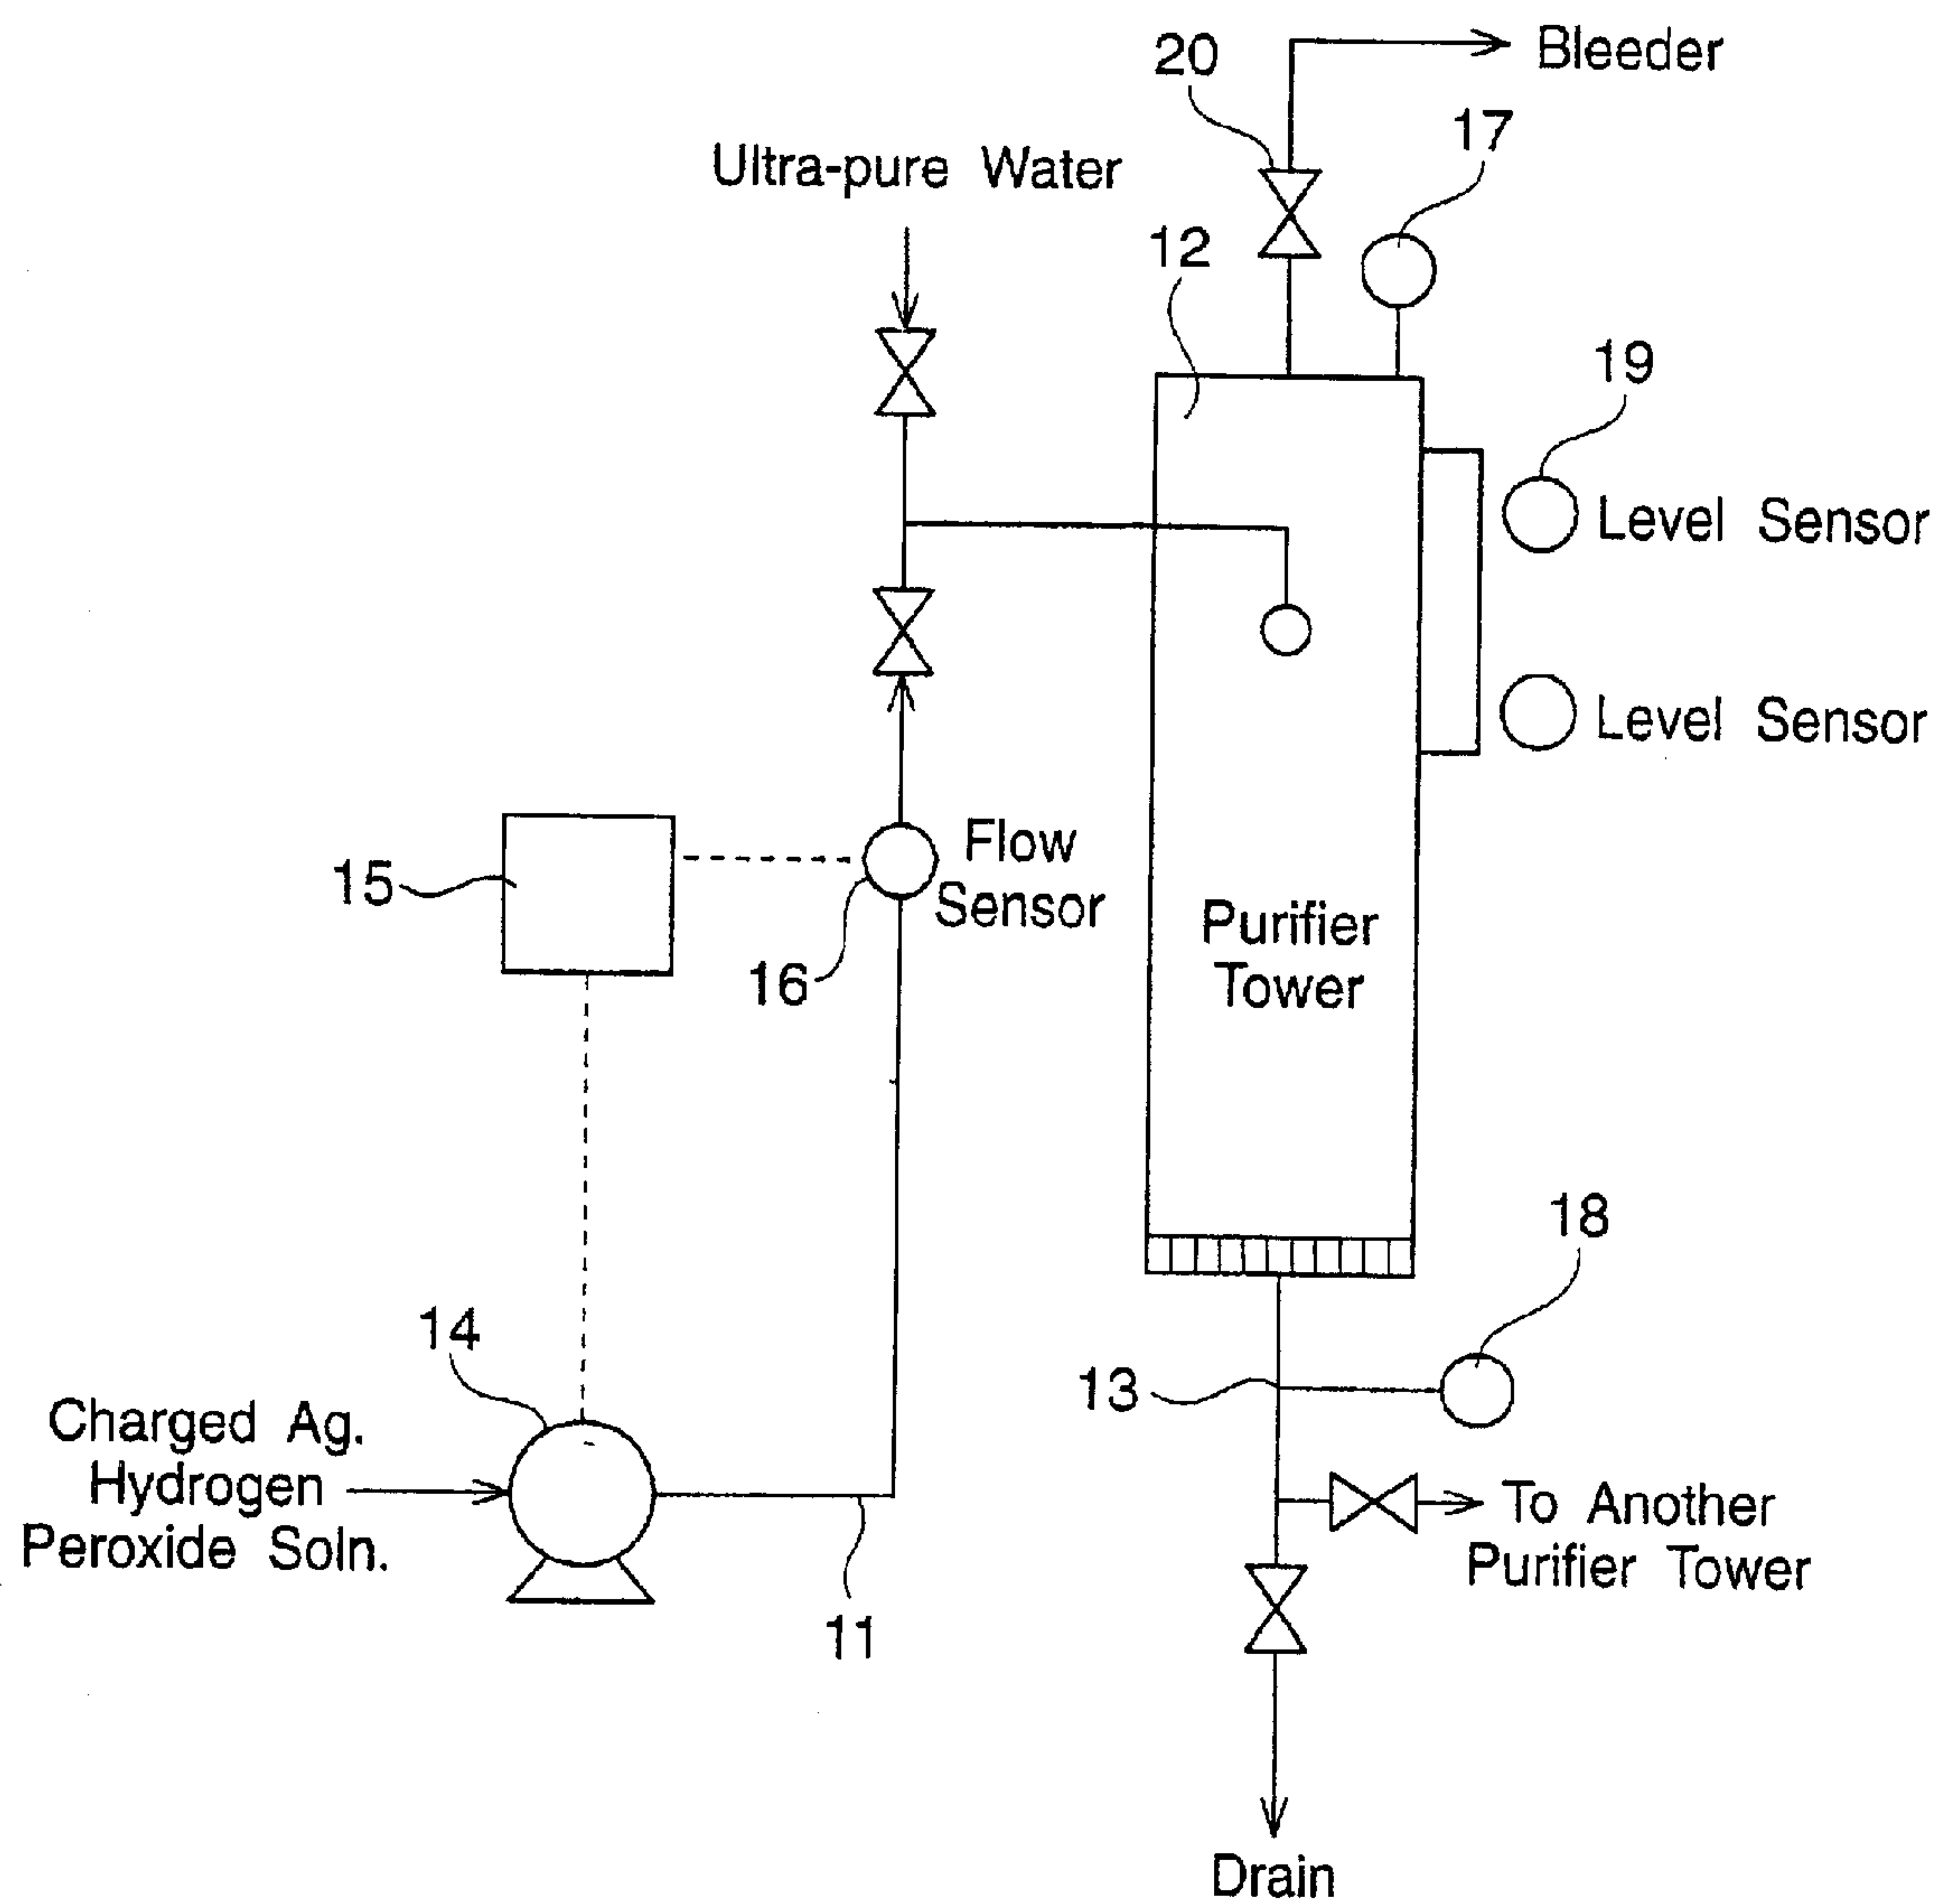 Bleeder
20
17
Ultra-pure Water
12
19
Level Sensor
Level Sensor
15
Flow
Sensor
16
Purifier
Tower
18
14
13
Charged Ag.
Hydrogen
Peroxide Soln.
To Another
Purifier Tower
11
Drain